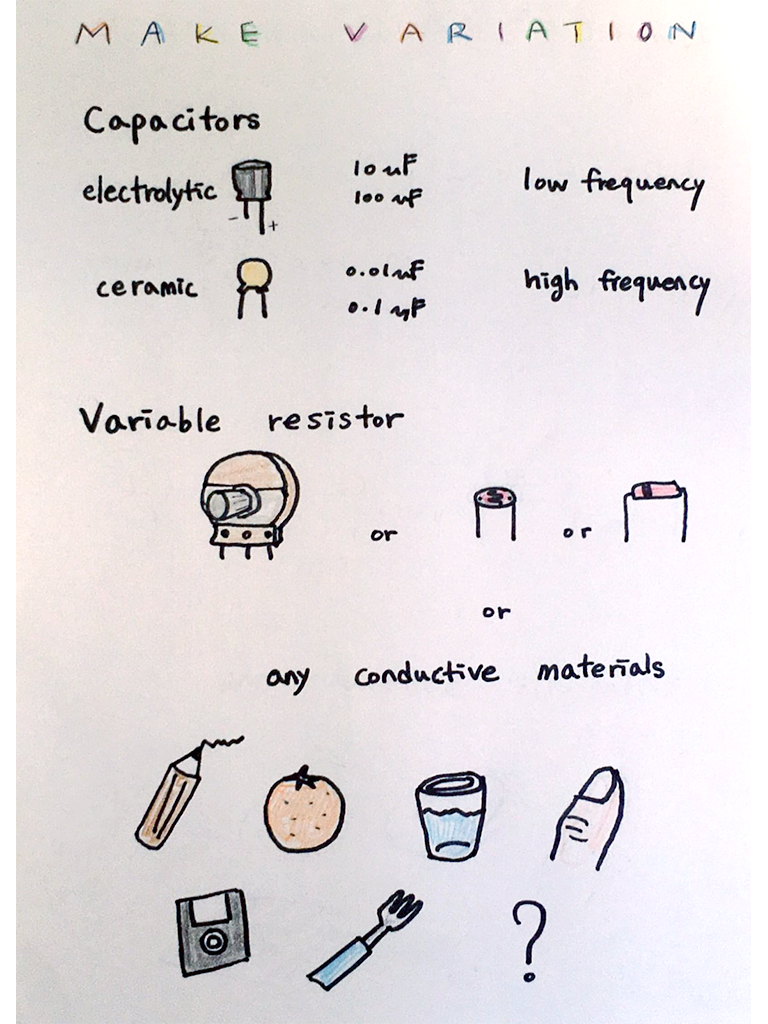 MAKE VARIATION
Capacitors
electrolytic 10 uF low frequency
100 uF
- +
ceramic 0.01uF high frequency
0.1 uF
Variable resistor
or or
or
any conductive materials
?